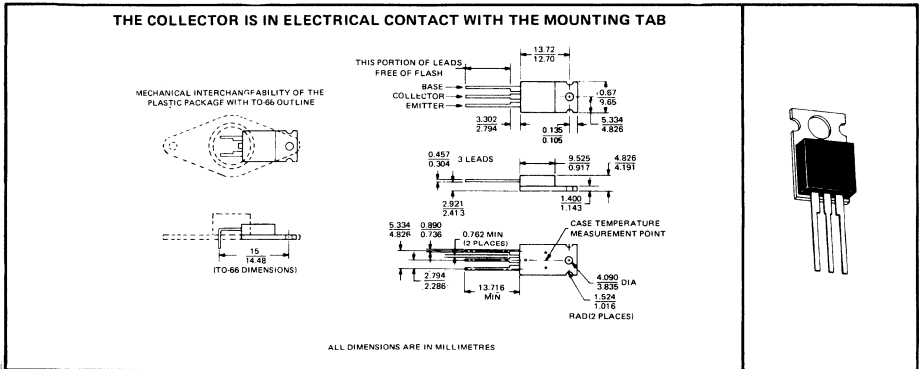 THE COLLECTOR IS IN ELECTRICAL CONTACT WITH THE MOUNTING TAB
MECHANICAL INTERCHANGFABILITY OF THE
PLASTIC PACKAGE WITH TO-66 OUTLINE
15
14.48
(TO-66 DIMENSIONS)
13.72
12.70
THIS PORTION OF LEADS
FREE OF FLASH
BASE
COLLECTOR
EMITTER
10.67
9.65
3.302
2.794
0.135
0.105
5.334
4.826
0.457
0.304
3 LEADS
9.525
0.917
4.826
4.191
2.921
2.413
1.400
1.143
5.334
4.826
0.890
0.736
0.762 MIN
(2 PLACES)
CASE TEMPERATURE
MEASUREMENT POINT
2.794
2.286
13.716
MIN
4.090
3.835
DIA
1.524
1.016
RAD(2 PLACES)
ALL DIMENSIONS ARE IN MILLIMETRES